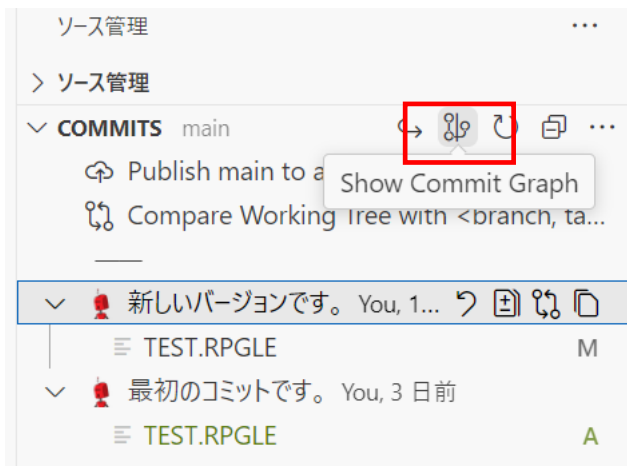 ソース管理
ソース管理
COMMITS main
Publish main to a
Show Commit Graph
Compare Working Tree with <branch, ta...
新しいバージョンです。 You, 1...
TEST.RPGLE M
最初のコミットです。 You, 3 日前
TEST.RPGLE A